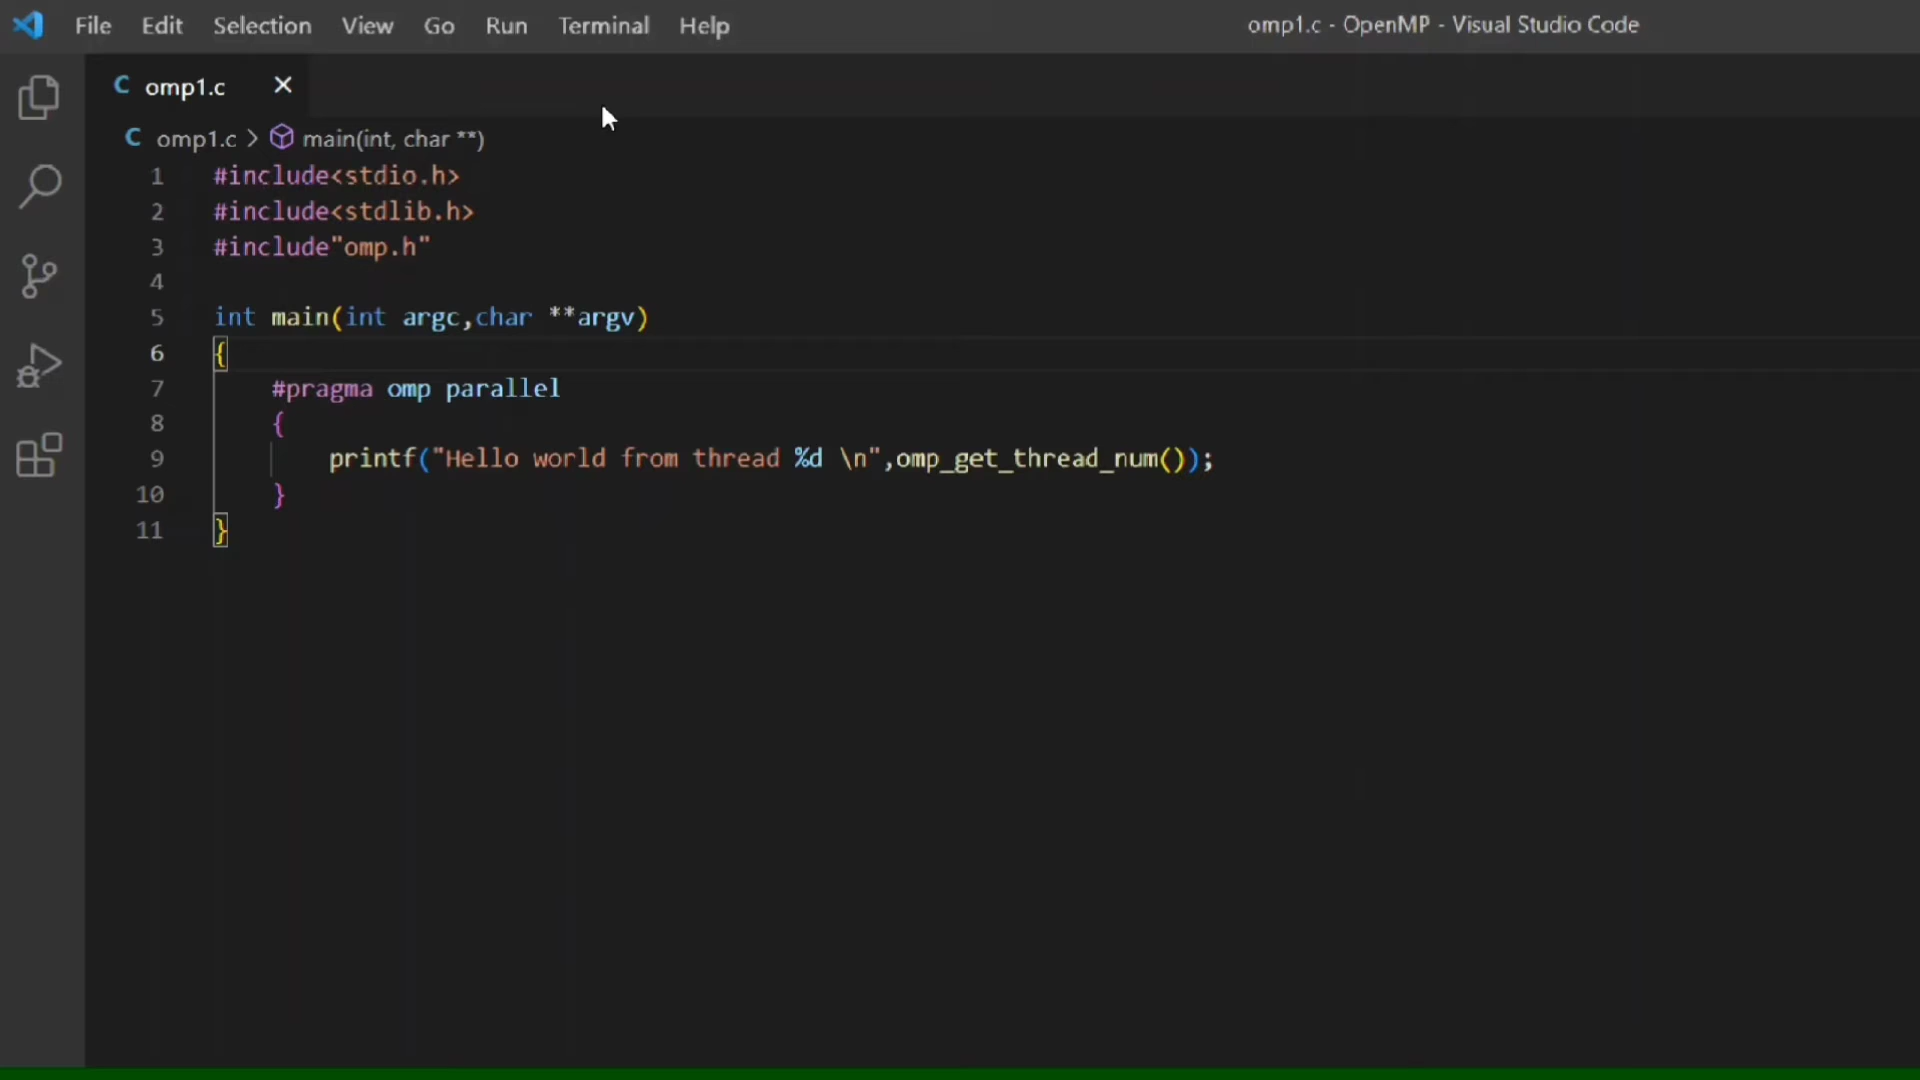 File Edit Selection View Go Run Terminal Help omp1.c - OpenMP - Visual Studio Code
C omp1.c
C omp1.c > main(int, char **)
1 #include<stdio.h>
2 #include<stdlib.h>
3 #include"omp.h"
4
5 int main(int argc,char **argv)
6 {
7 #pragma omp parallel
8 {
9 printf("Hello world from thread %d \n",omp_get_thread_num());
10 }
11 }